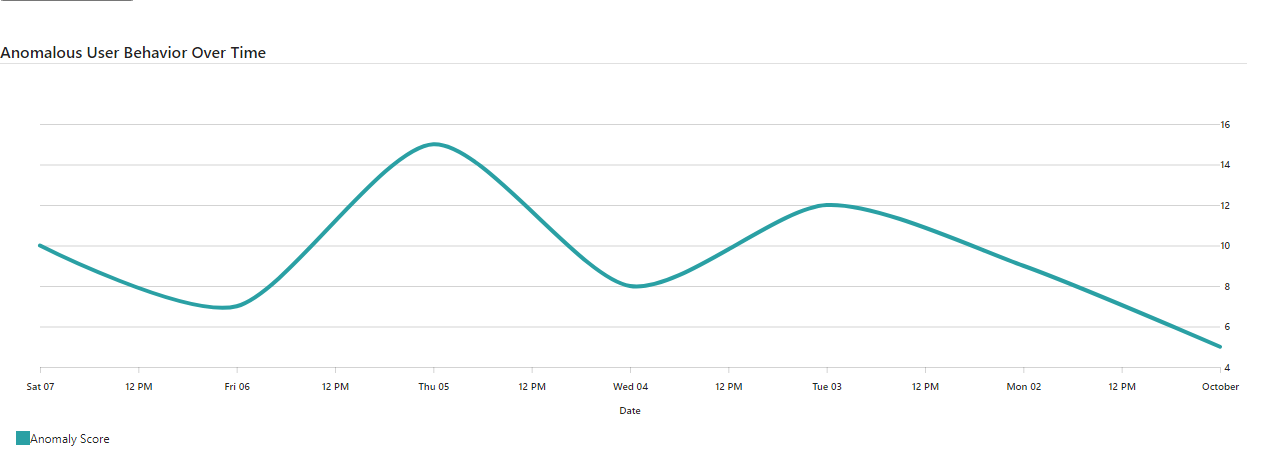 Anomalous User Behavior Over Time
16
14
12
10
8
6
4
Sat 07 12 PM Fri 06 12 PM Thu 05 12 PM Wed 04 12 PM Tue 03 12 PM Mon 02 12 PM October
Date
Anomaly Score